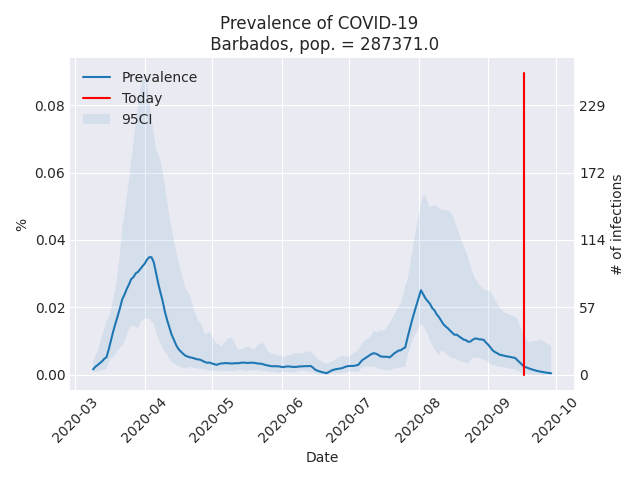 Prevalence of COVID-19
Barbados, pop. = 287371.0
Prevalence
Today
95CI
0.08
0.06
0.04
0.02
0.00
%
229
172
114
57
0
# of infections
2020-03
2020-04
2020-05
2020-06
2020-07
2020-08
2020-09
2020-10
Date